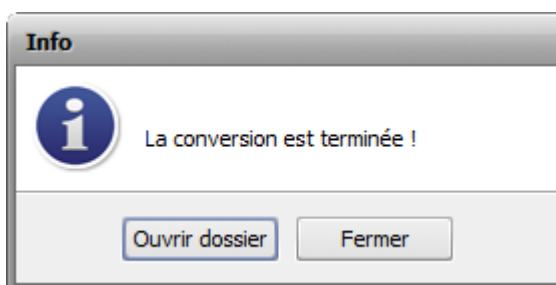 Info
La conversion est terminée !
Ouvrir dossier Fermer